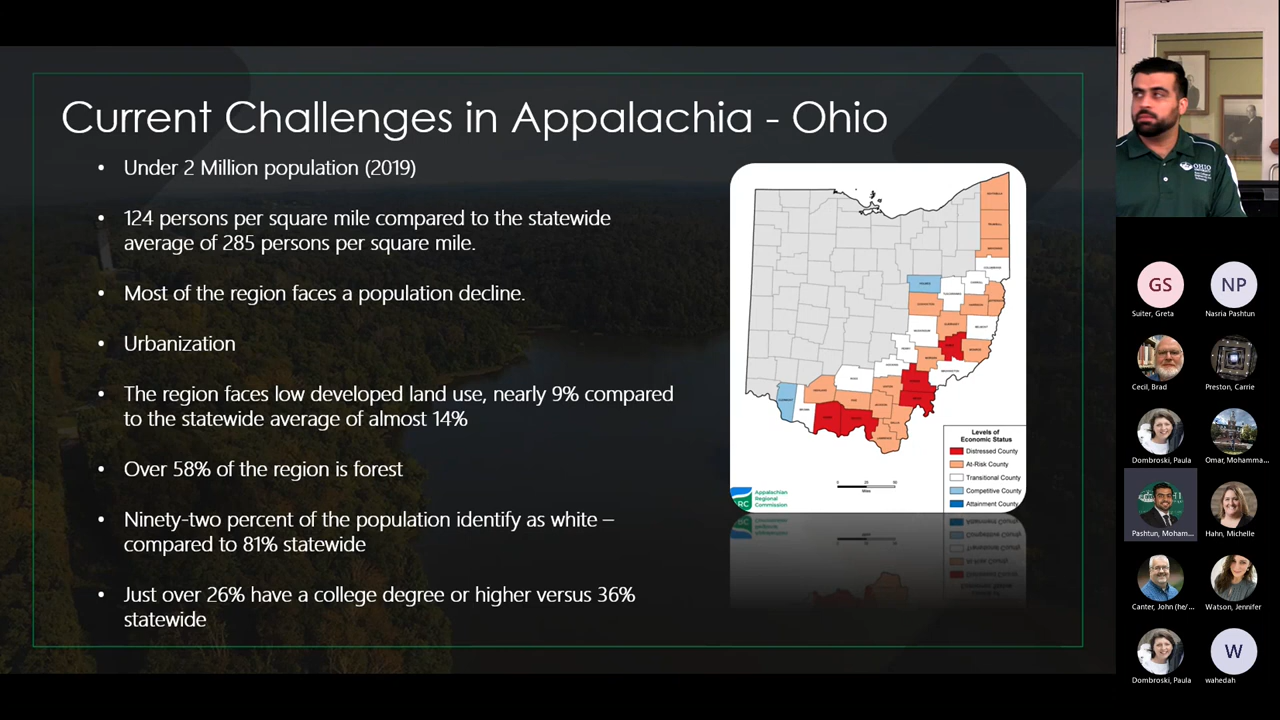 Current Challenges in Appalachia - Ohio
• Under 2 Million population (2019)
• 124 persons per square mile compared to the statewide
average of 285 persons per square mile.
• Most of the region faces a population decline.
• Urbanization
• The region faces low developed land use, nearly 9% compared
to the statewide average of almost 14%
• Over 58% of the region is forest
• Ninety-two percent of the population identify as white –
compared to 81% statewide
• Just over 26% have a college degree or higher versus 36%
statewide
Levels of
Economic Status
Distressed County
At-Risk County
Transitional County
Competitive County
Attainment County
Miles
Appalachian
Regional
Commission
OHIO
GS
Suiter, Greta
NP
Nasria Pashtun
Cecil, Brad
Preston, Carrie
Dombroski, Paula
Omar, Mohamma...
Pashtun, Moham...
Hahn, Michelle
Canter, John (he/...
Watson, Jennifer
Dombroski, Paula
W
wahedah